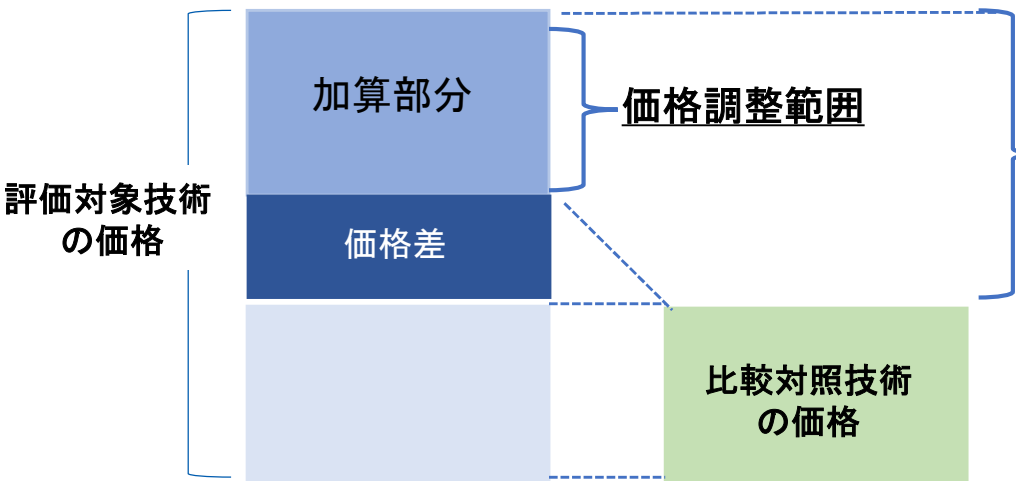 加算部分
価格調整範囲
評価対象技術
の価格
価格差
比較対照技術
の価格